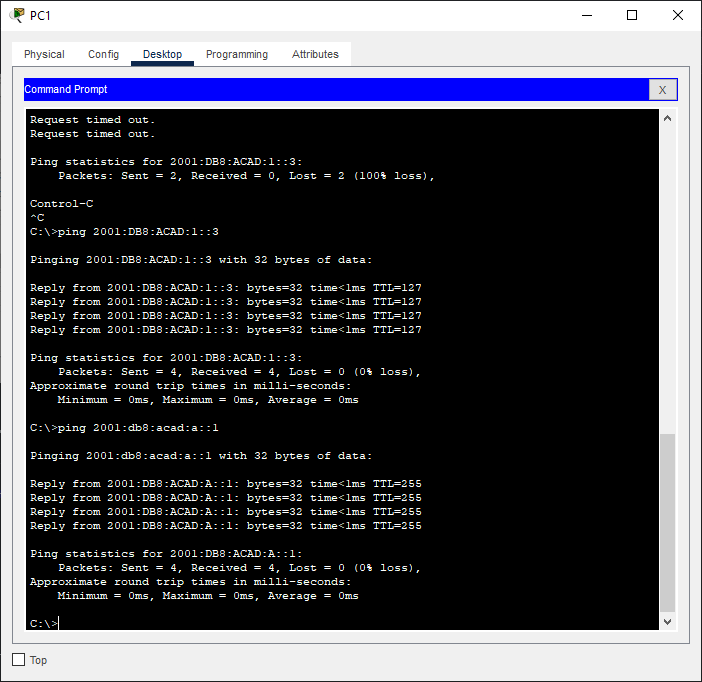 PC1
Physical Config Desktop Programming Attributes
Command Prompt X
Request timed out.
Request timed out.
Ping statistics for 2001:DB8:ACAD:1::3:
Packets: Sent = 2, Received = 0, Lost = 2 (100% loss),
Control-C
^C
C:\>ping 2001:DB8:ACAD:1::3
Pinging 2001:DB8:ACAD:1::3 with 32 bytes of data:
Reply from 2001:DB8:ACAD:1::3: bytes=32 time<1ms TTL=127
Reply from 2001:DB8:ACAD:1::3: bytes=32 time<1ms TTL=127
Reply from 2001:DB8:ACAD:1::3: bytes=32 time<1ms TTL=127
Reply from 2001:DB8:ACAD:1::3: bytes=32 time<1ms TTL=127
Ping statistics for 2001:DB8:ACAD:1::3:
Packets: Sent = 4, Received = 4, Lost = 0 (0% loss),
Approximate round trip times in milli-seconds:
Minimum = 0ms, Maximum = 0ms, Average = 0ms
C:\>ping 2001:db8:acad:a::1
Pinging 2001:db8:acad:a::1 with 32 bytes of data:
Reply from 2001:DB8:ACAD:A::1: bytes=32 time<1ms TTL=255
Reply from 2001:DB8:ACAD:A::1: bytes=32 time<1ms TTL=255
Reply from 2001:DB8:ACAD:A::1: bytes=32 time<1ms TTL=255
Reply from 2001:DB8:ACAD:A::1: bytes=32 time<1ms TTL=255
Ping statistics for 2001:DB8:ACAD:A::1:
Packets: Sent = 4, Received = 4, Lost = 0 (0% loss),
Approximate round trip times in milli-seconds:
Minimum = 0ms, Maximum = 0ms, Average = 0ms
C:\>
Top